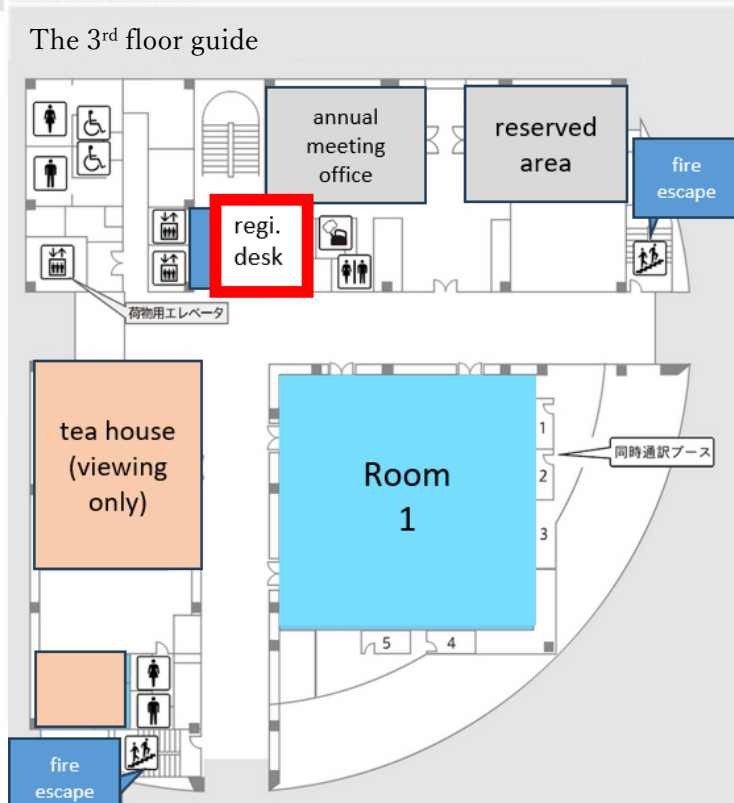 The 3rd floor guide
annual
meeting
office
reserved
area
fire
escape
regi.
desk
荷物用エレベータ
tea house
(viewing
only)
Room
1
1
2
3
同時通訳ブース
5
4
fire
escape